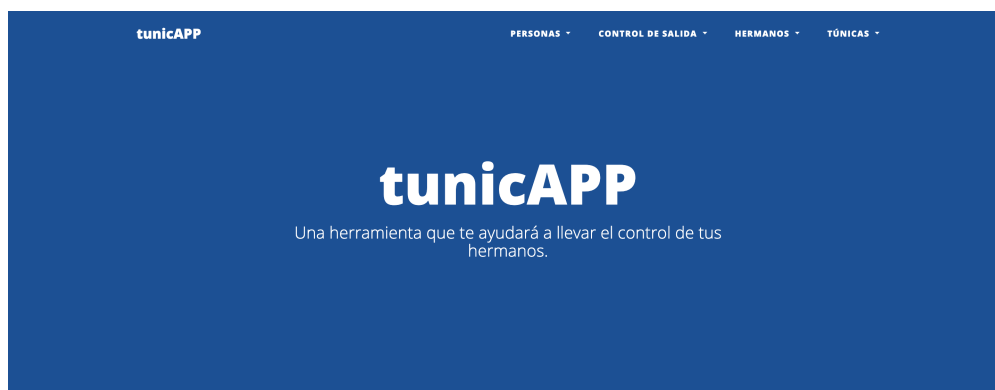 tunicAPP
PERSONAS
CONTROL DE SALIDA
HERMANOS
TÚNICAS
tunicAPP
Una herramienta que te ayudará a llevar el control de tus
hermanos.